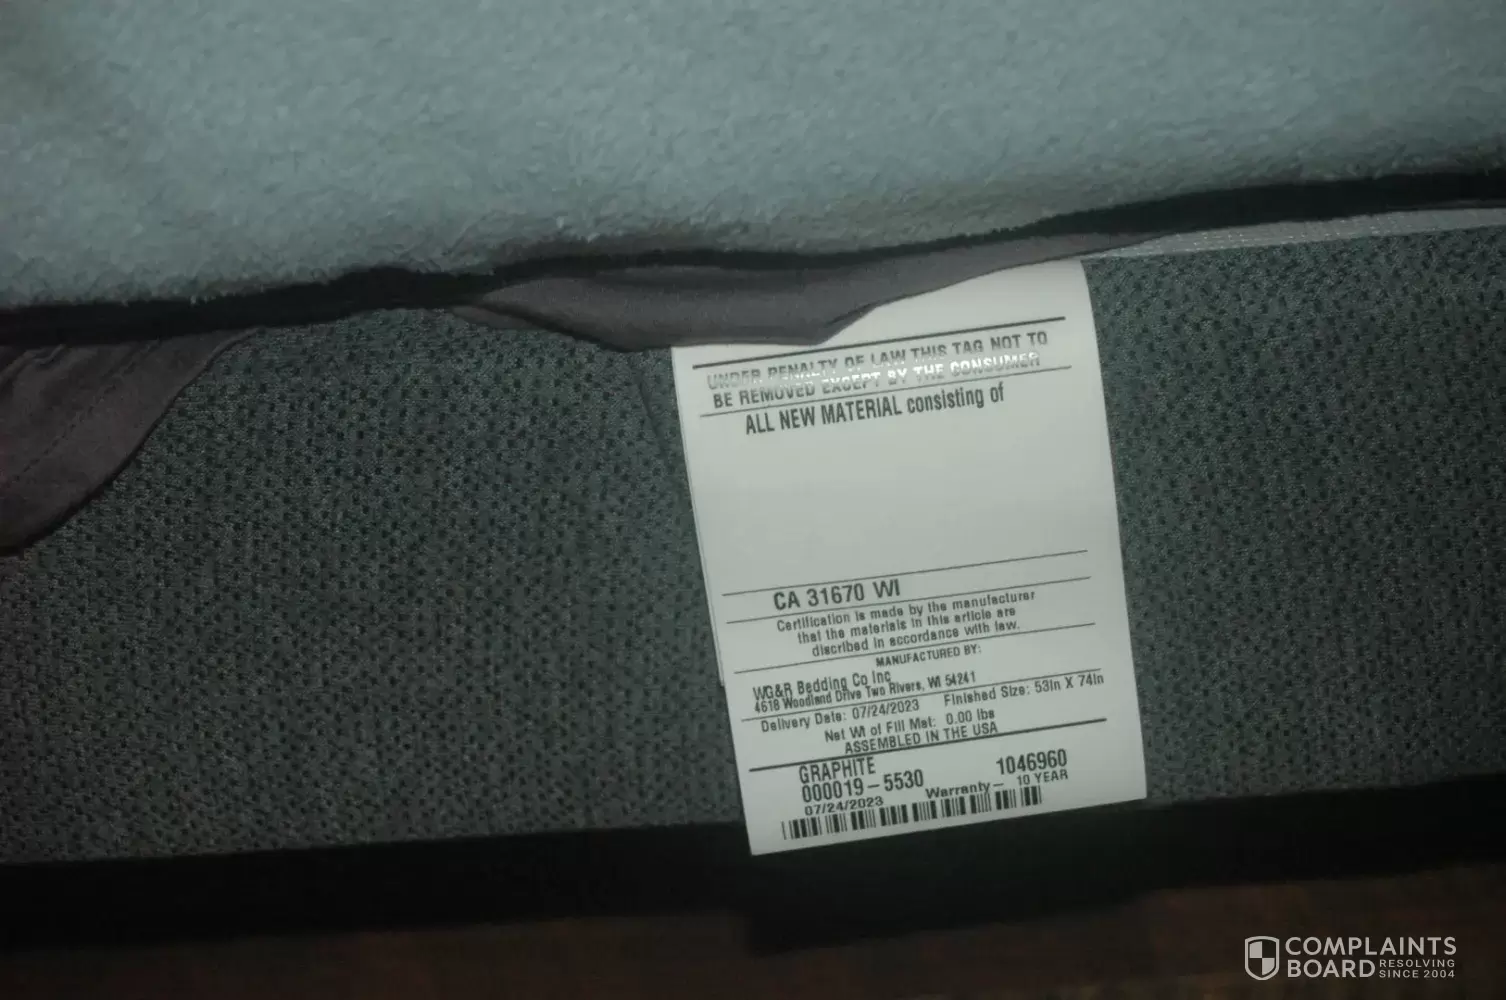 UNDER PENALTY OF LAW THIS TAG NOT TO
BE REMOVED EXCEPT BY THE CONSUMER
ALL NEW MATERIAL consisting of
CA 31670 WI
Certification is made by the manufacturer
that the materials in this article are
discribed in accordance with law.
MANUFACTURED BY:
WG&R Bedding Co Inc
4618 Woodland Drive Two Rivers, WI 54241
Delivery Date: 07/24/2023 Finished Size: 53In X 74In
Net Wt of Fill Mat: 0.00 lbs
ASSEMBLED IN THE USA
GRAPHITE 1046960
000019-5530 Warranty- 10 YEAR
07/24/2023
COMPLAINTS
BOARD RESOLVING
SINCE 2004